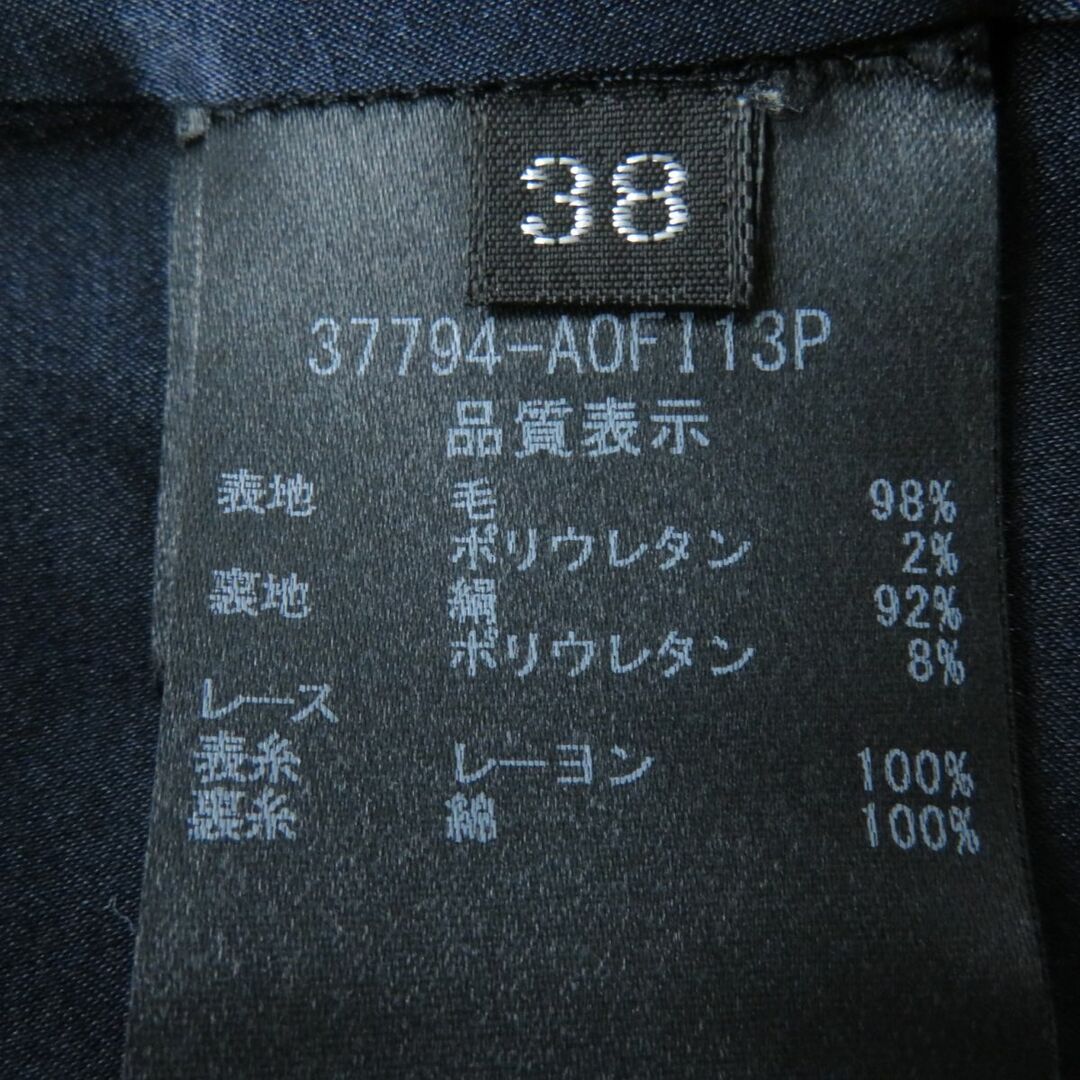 38
37794-A0FI13P
品質表示
表地 毛 98%
ポリウレタン 2%
裏地 絹 92%
ポリウレタン 8%
レース
表糸 レーヨン 100%
裏糸 綿 100%